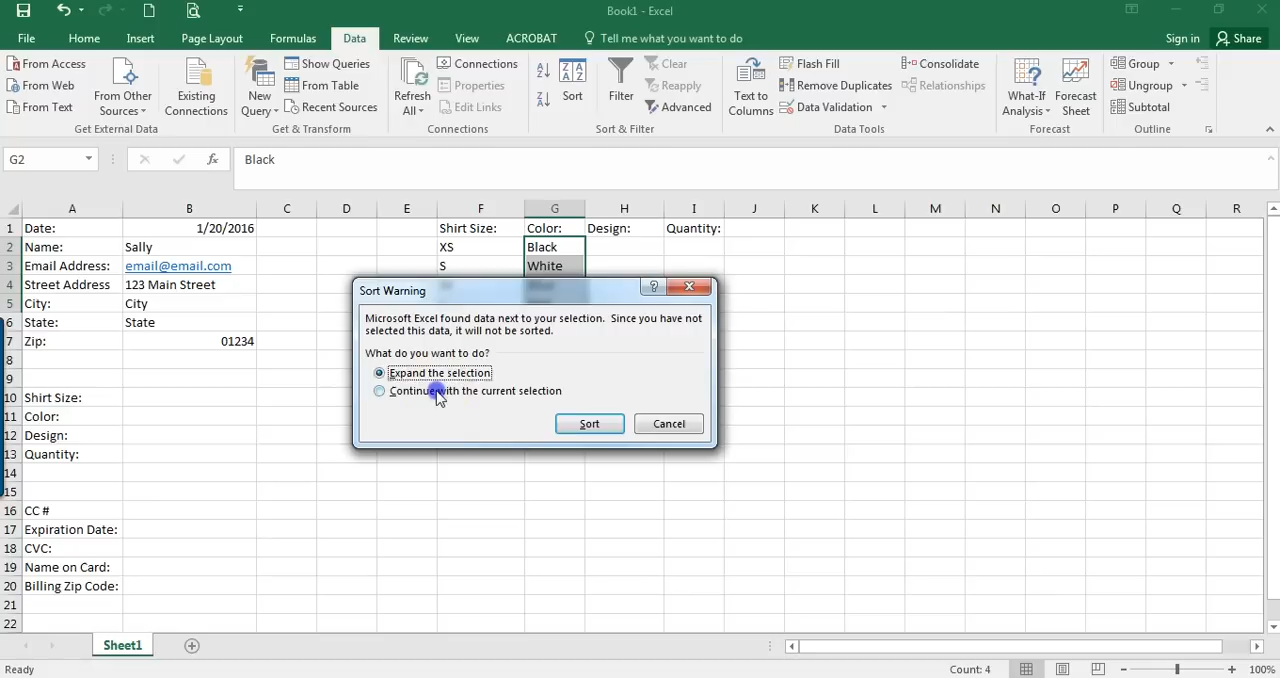 Book1 - Excel
File Home Insert Page Layout Formulas Data Review View ACROBAT Tell me what you want to do Sign in Share
From Access From Web From Text From Other Sources Existing Connections New Query Show Queries From Table Recent Sources Refresh All Connections Properties Edit Links Sort Filter Clear Reapply Advanced Text to Columns Flash Fill Remove Duplicates Data Validation Consolidate Relationships What-If Analysis Forecast Sheet Group Ungroup Subtotal
Get External Data Get & Transform Connections Sort & Filter Data Tools Forecast Outline
G2 fx Black
A B C D E F G H I J K L M N O P Q R
1 Date: 1/20/2016 Shirt Size: Color: Design: Quantity:
2 Name: Sally XS Black
3 Email Address: email@email.com S White
4 Street Address 123 Main Street
5 City: City
6 State: State
7 Zip: 01234
8
9
10 Shirt Size:
11 Color:
12 Design:
13 Quantity:
14
15
16 CC #
17 Expiration Date:
18 CVC:
19 Name on Card:
20 Billing Zip Code:
21
22
Sort Warning
Microsoft Excel found data next to your selection. Since you have not
selected this data, it will not be sorted.
What do you want to do?
Expand the selection
Continue with the current selection
Sort Cancel
Sheet1
Ready Count: 4 100%